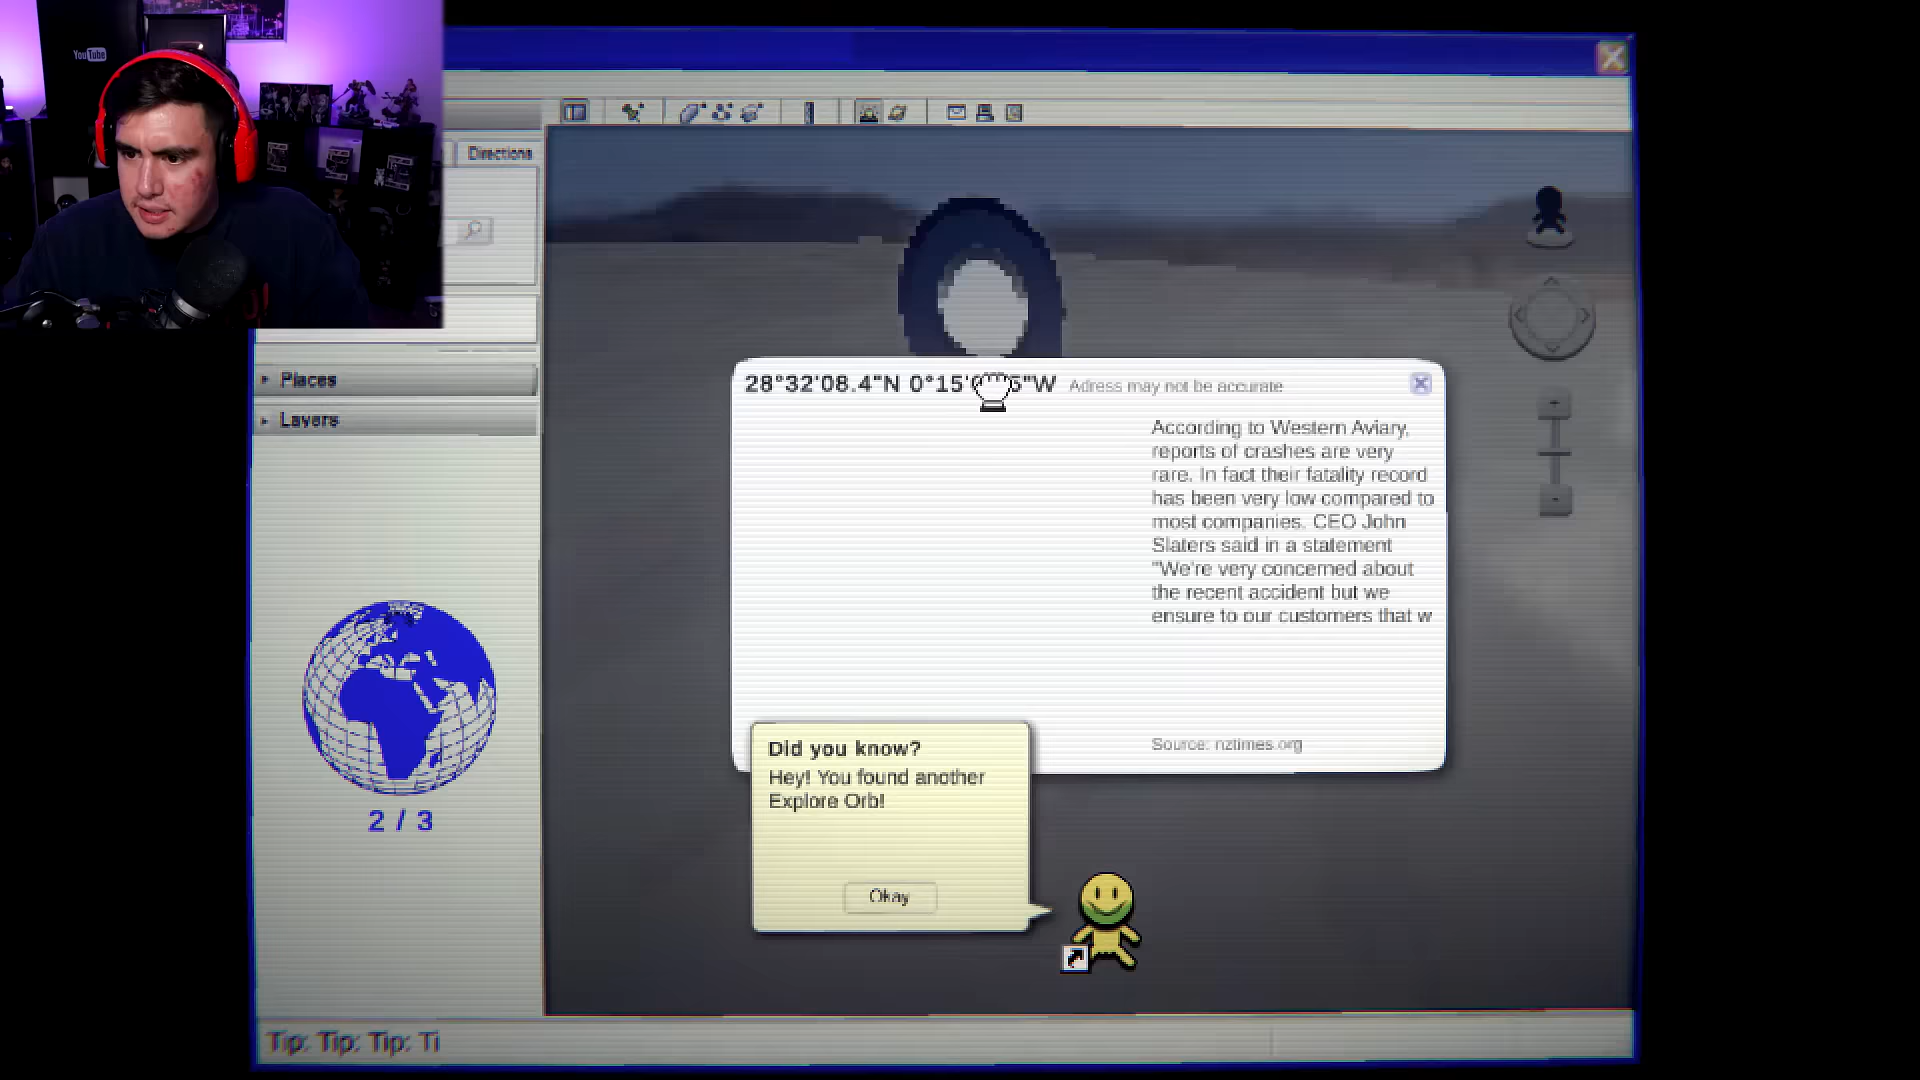 YouTube
Directions
Places
Layers
28°32'08.4"N 0°15' 5"W Adress may not be accurate
According to Western Aviary,
reports of crashes are very
rare. In fact their fatality record
has been very low compared to
most companies. CEO John
Slaters said in a statement
"We're very concerned about
the recent accident but we
ensure to our customers that w
Source: nztimes.org
Did you know?
Hey! You found another
Explore Orb!
Okay
2 / 3
Tip: Tip: Tip: Ti